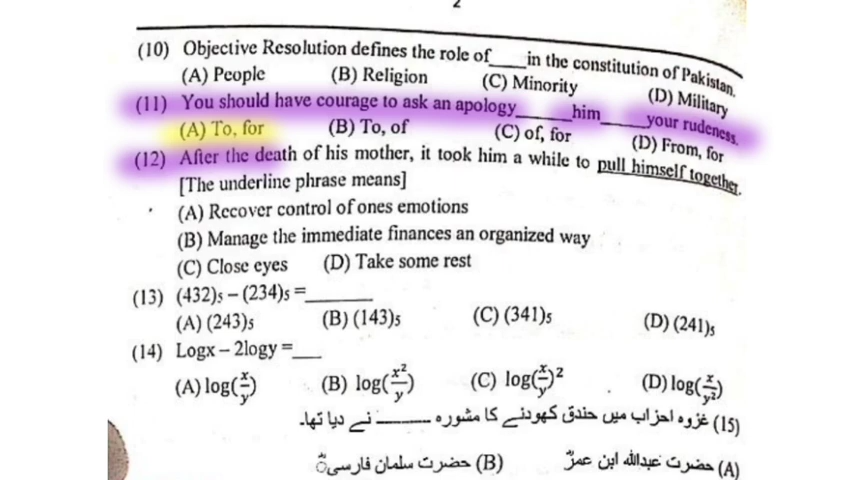 2
(10) Objective Resolution defines the role of____in the constitution of Pakistan.
(A) People (B) Religion (C) Minority (D) Military
(11) You should have courage to ask an apology______him_____your rudeness.
(A) To, for (B) To, of (C) of, for (D) From, for
(12) After the death of his mother, it took him a while to pull himself together.
[The underline phrase means]
(A) Recover control of ones emotions
(B) Manage the immediate finances an organized way
(C) Close eyes (D) Take some rest
(13) (432)₅ – (234)₅ =_______
(A) (243)₅ (B) (143)₅ (C) (341)₅ (D) (241)₅
(14) Logx – 2logy =___
(A) log(x/y) (B) log(x²/y) (C) log(x/y)² (D) log(x/y²)
(15) غزوہ احزاب میں خندق کھودنے کا مشورہ ______ نے دیا تھا۔
(A) حضرت عبداللہ ابن عمرؓ (B) حضرت سلمان فارسیؓ